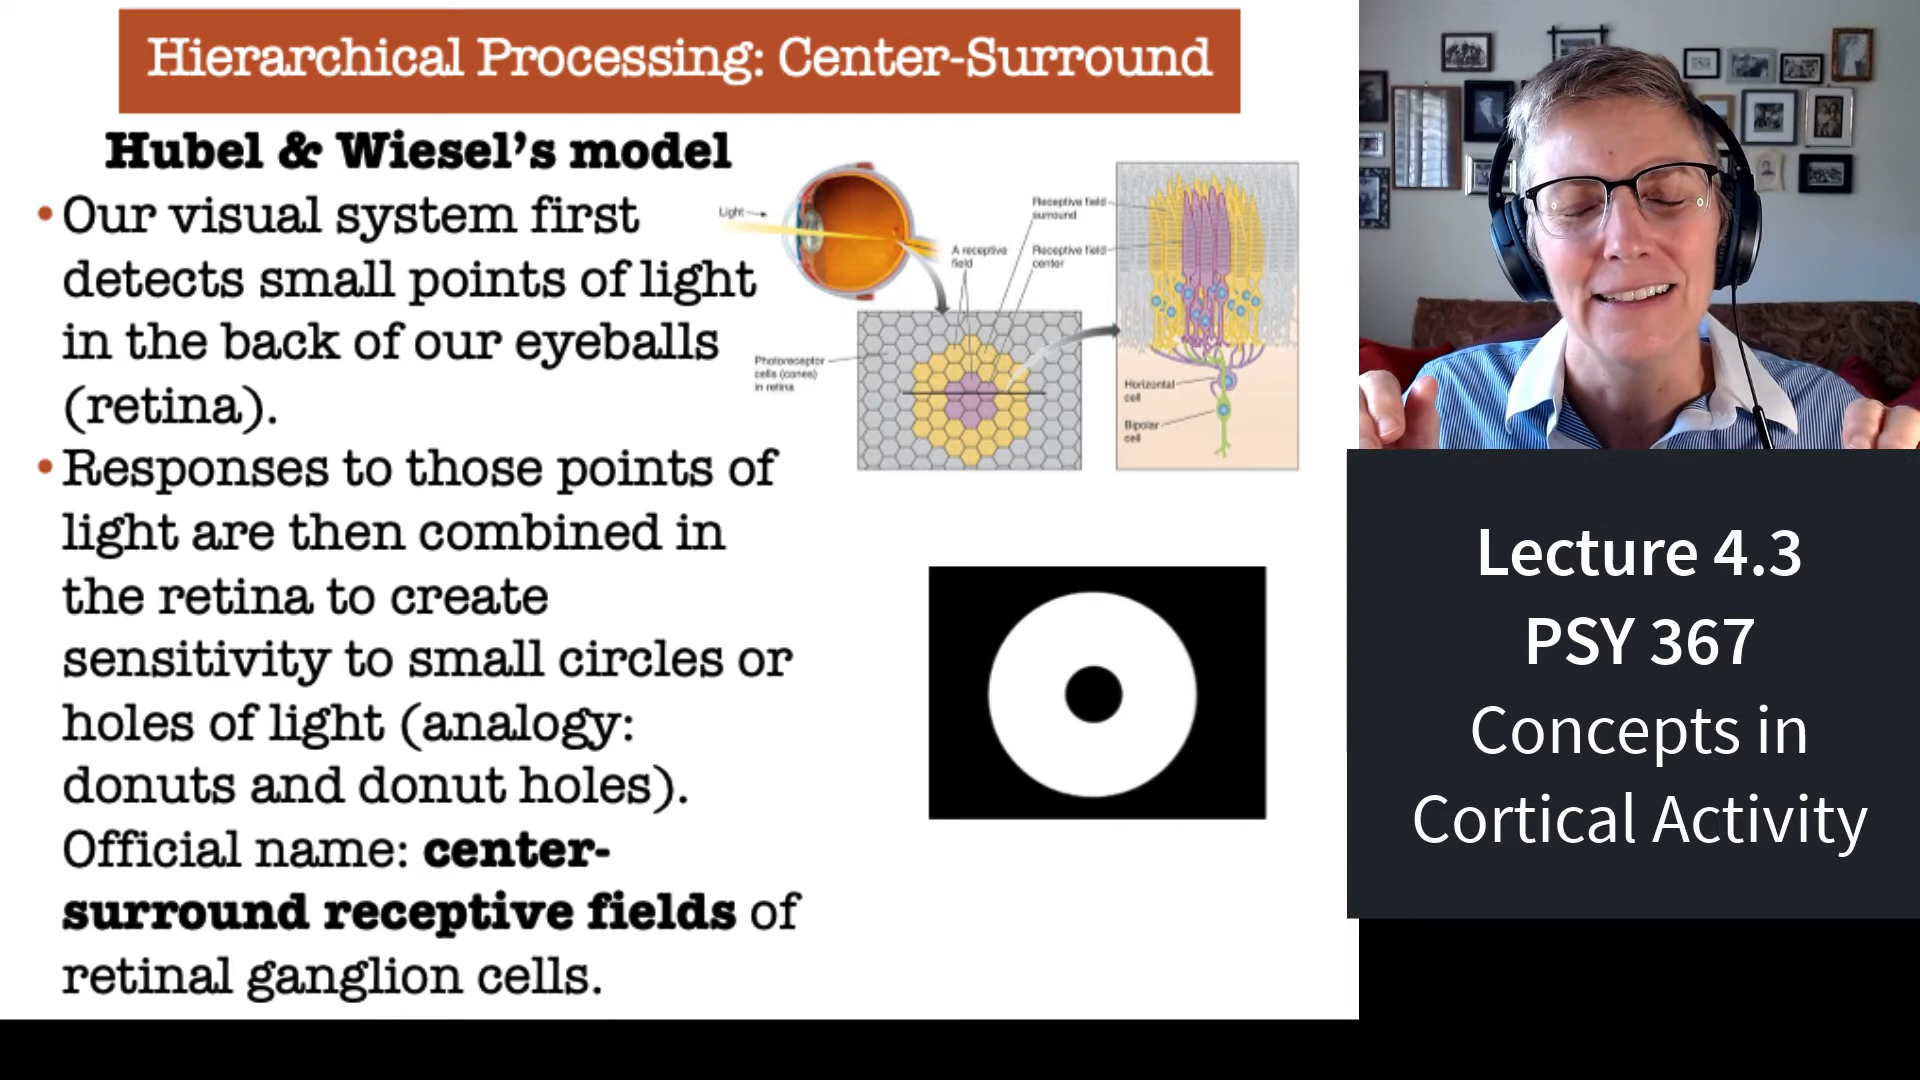 Hierarchical Processing: Center-Surround
Hubel & Wiesel's model
• Our visual system first
detects small points of light
in the back of our eyeballs
(retina).
• Responses to those points of
light are then combined in
the retina to create
sensitivity to small circles or
holes of light (analogy:
donuts and donut holes).
Official name: center-
surround receptive fields of
retinal ganglion cells.
Light
A receptive
field
Receptive field
surround
Receptive field
center
Photoreceptor
cells (cones)
in retina
Horizontal
cell
Bipolar
cell
Lecture 4.3
PSY 367
Concepts in
Cortical Activity